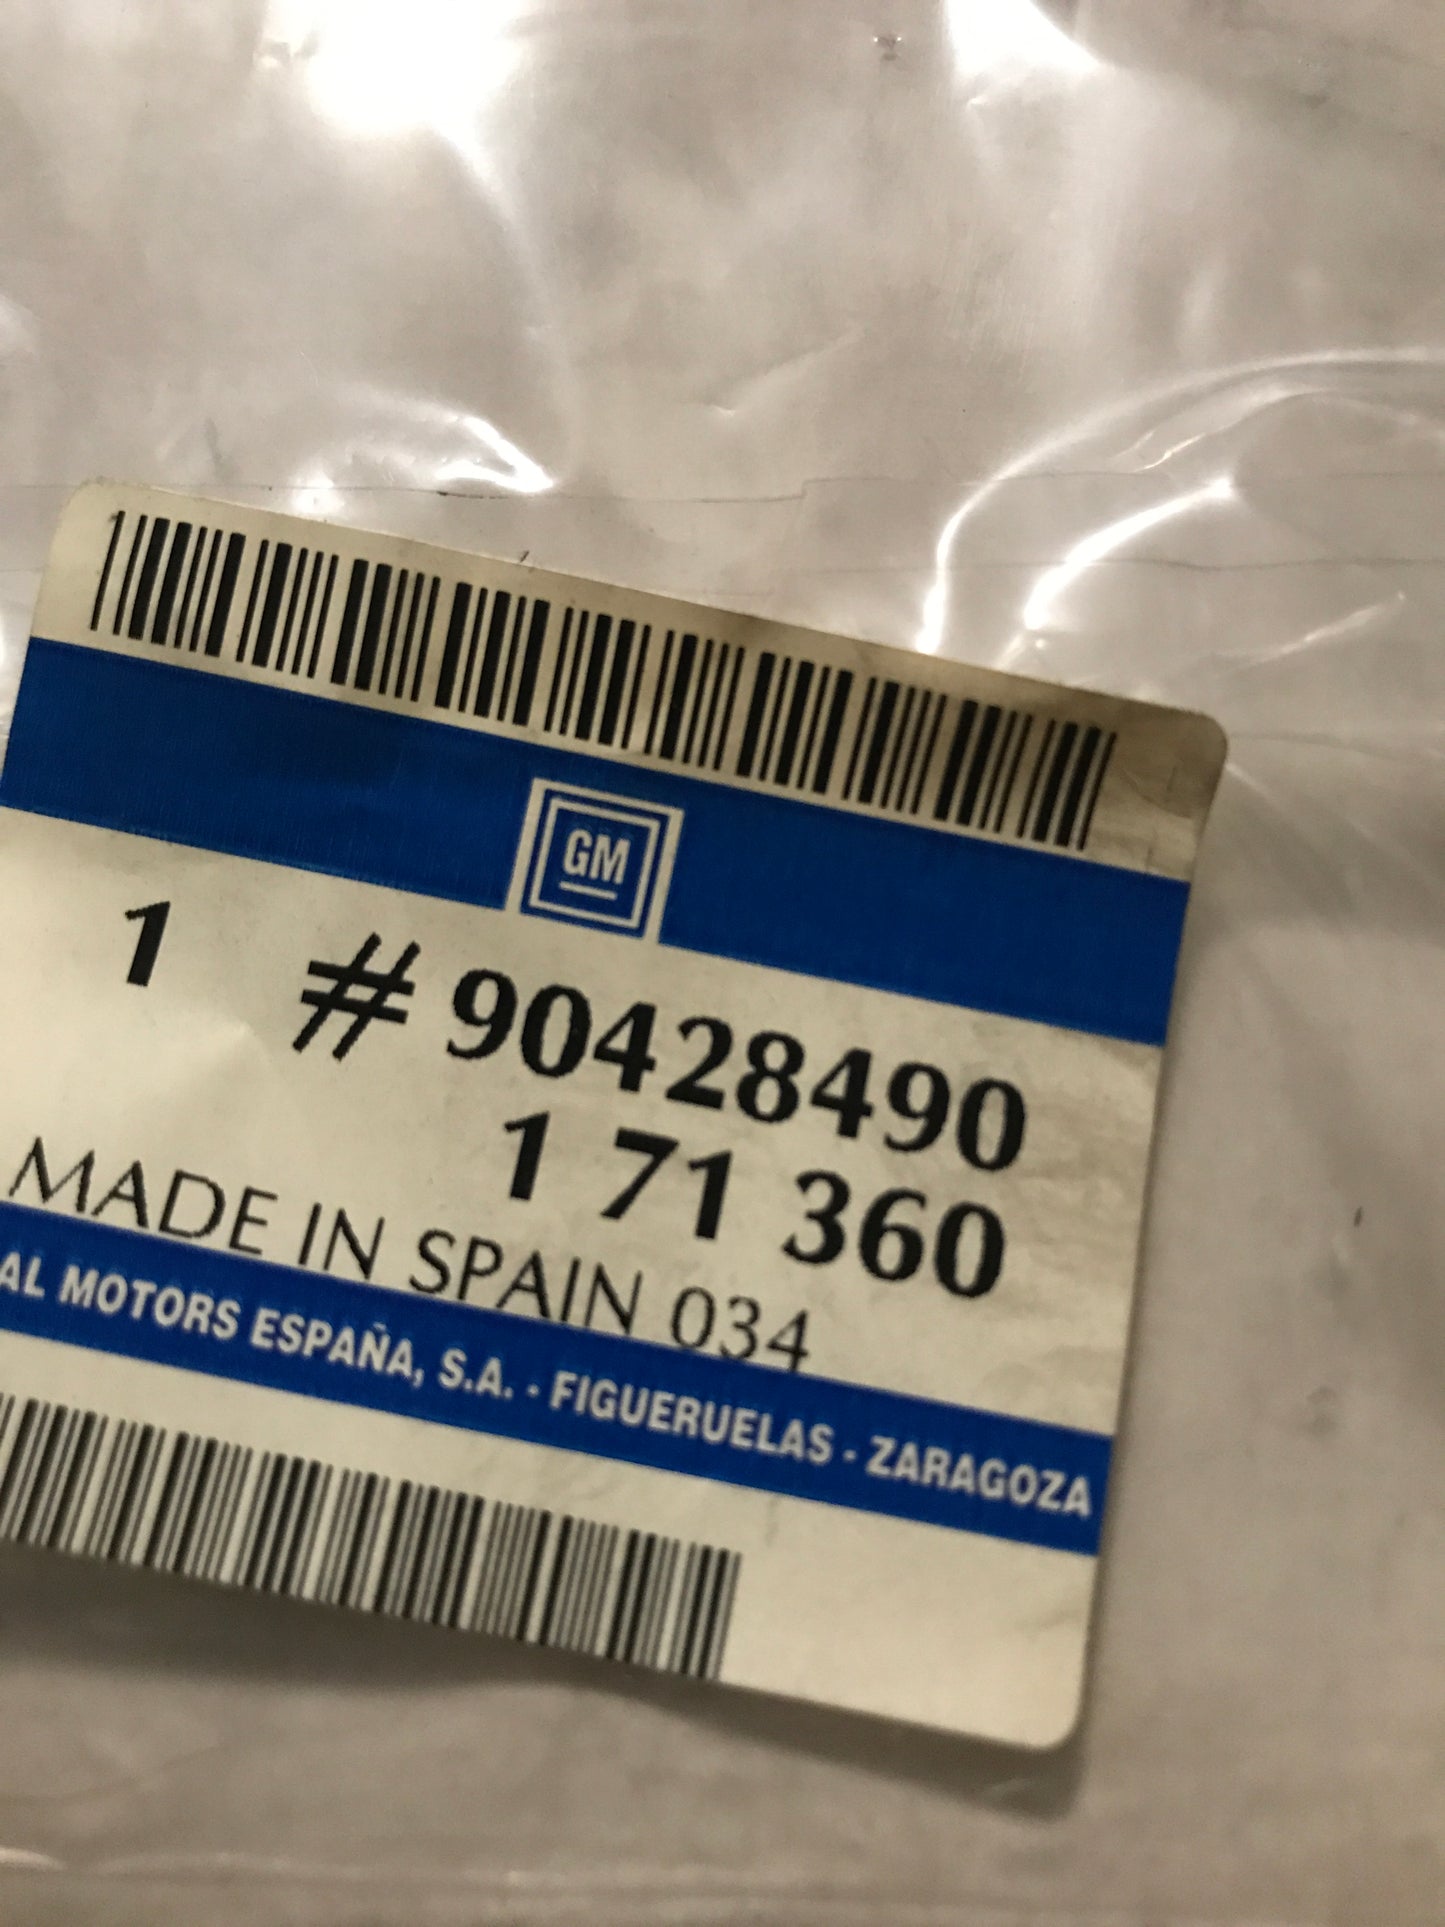 GM
1 # 90428490
1 71 360
MADE IN SPAIN 034
AL MOTORS ESPAÑA, S.A. - FIGUERUELAS - ZARAGOZA